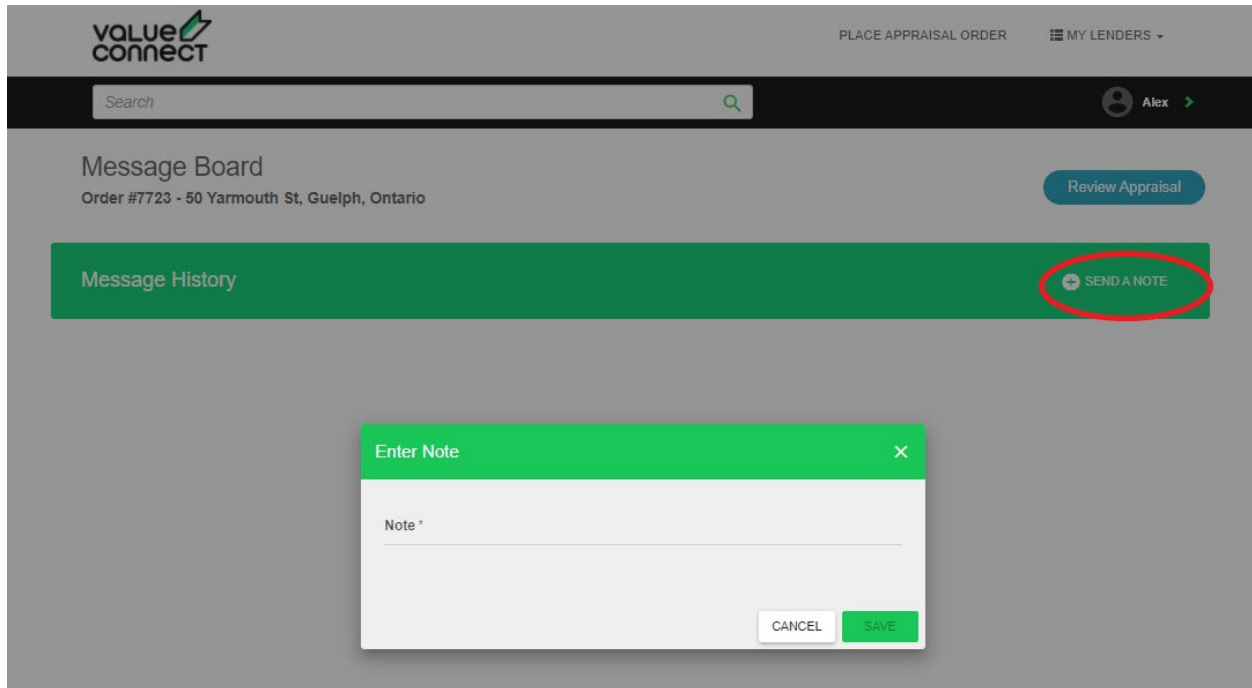 value connect
PLACE APPRAISAL ORDER MY LENDERS
Search Alex
Message Board
Order #7723 - 50 Yarmouth St, Guelph, Ontario
Review Appraisal
Message History SEND A NOTE
Enter Note
Note *
CANCEL SAVE